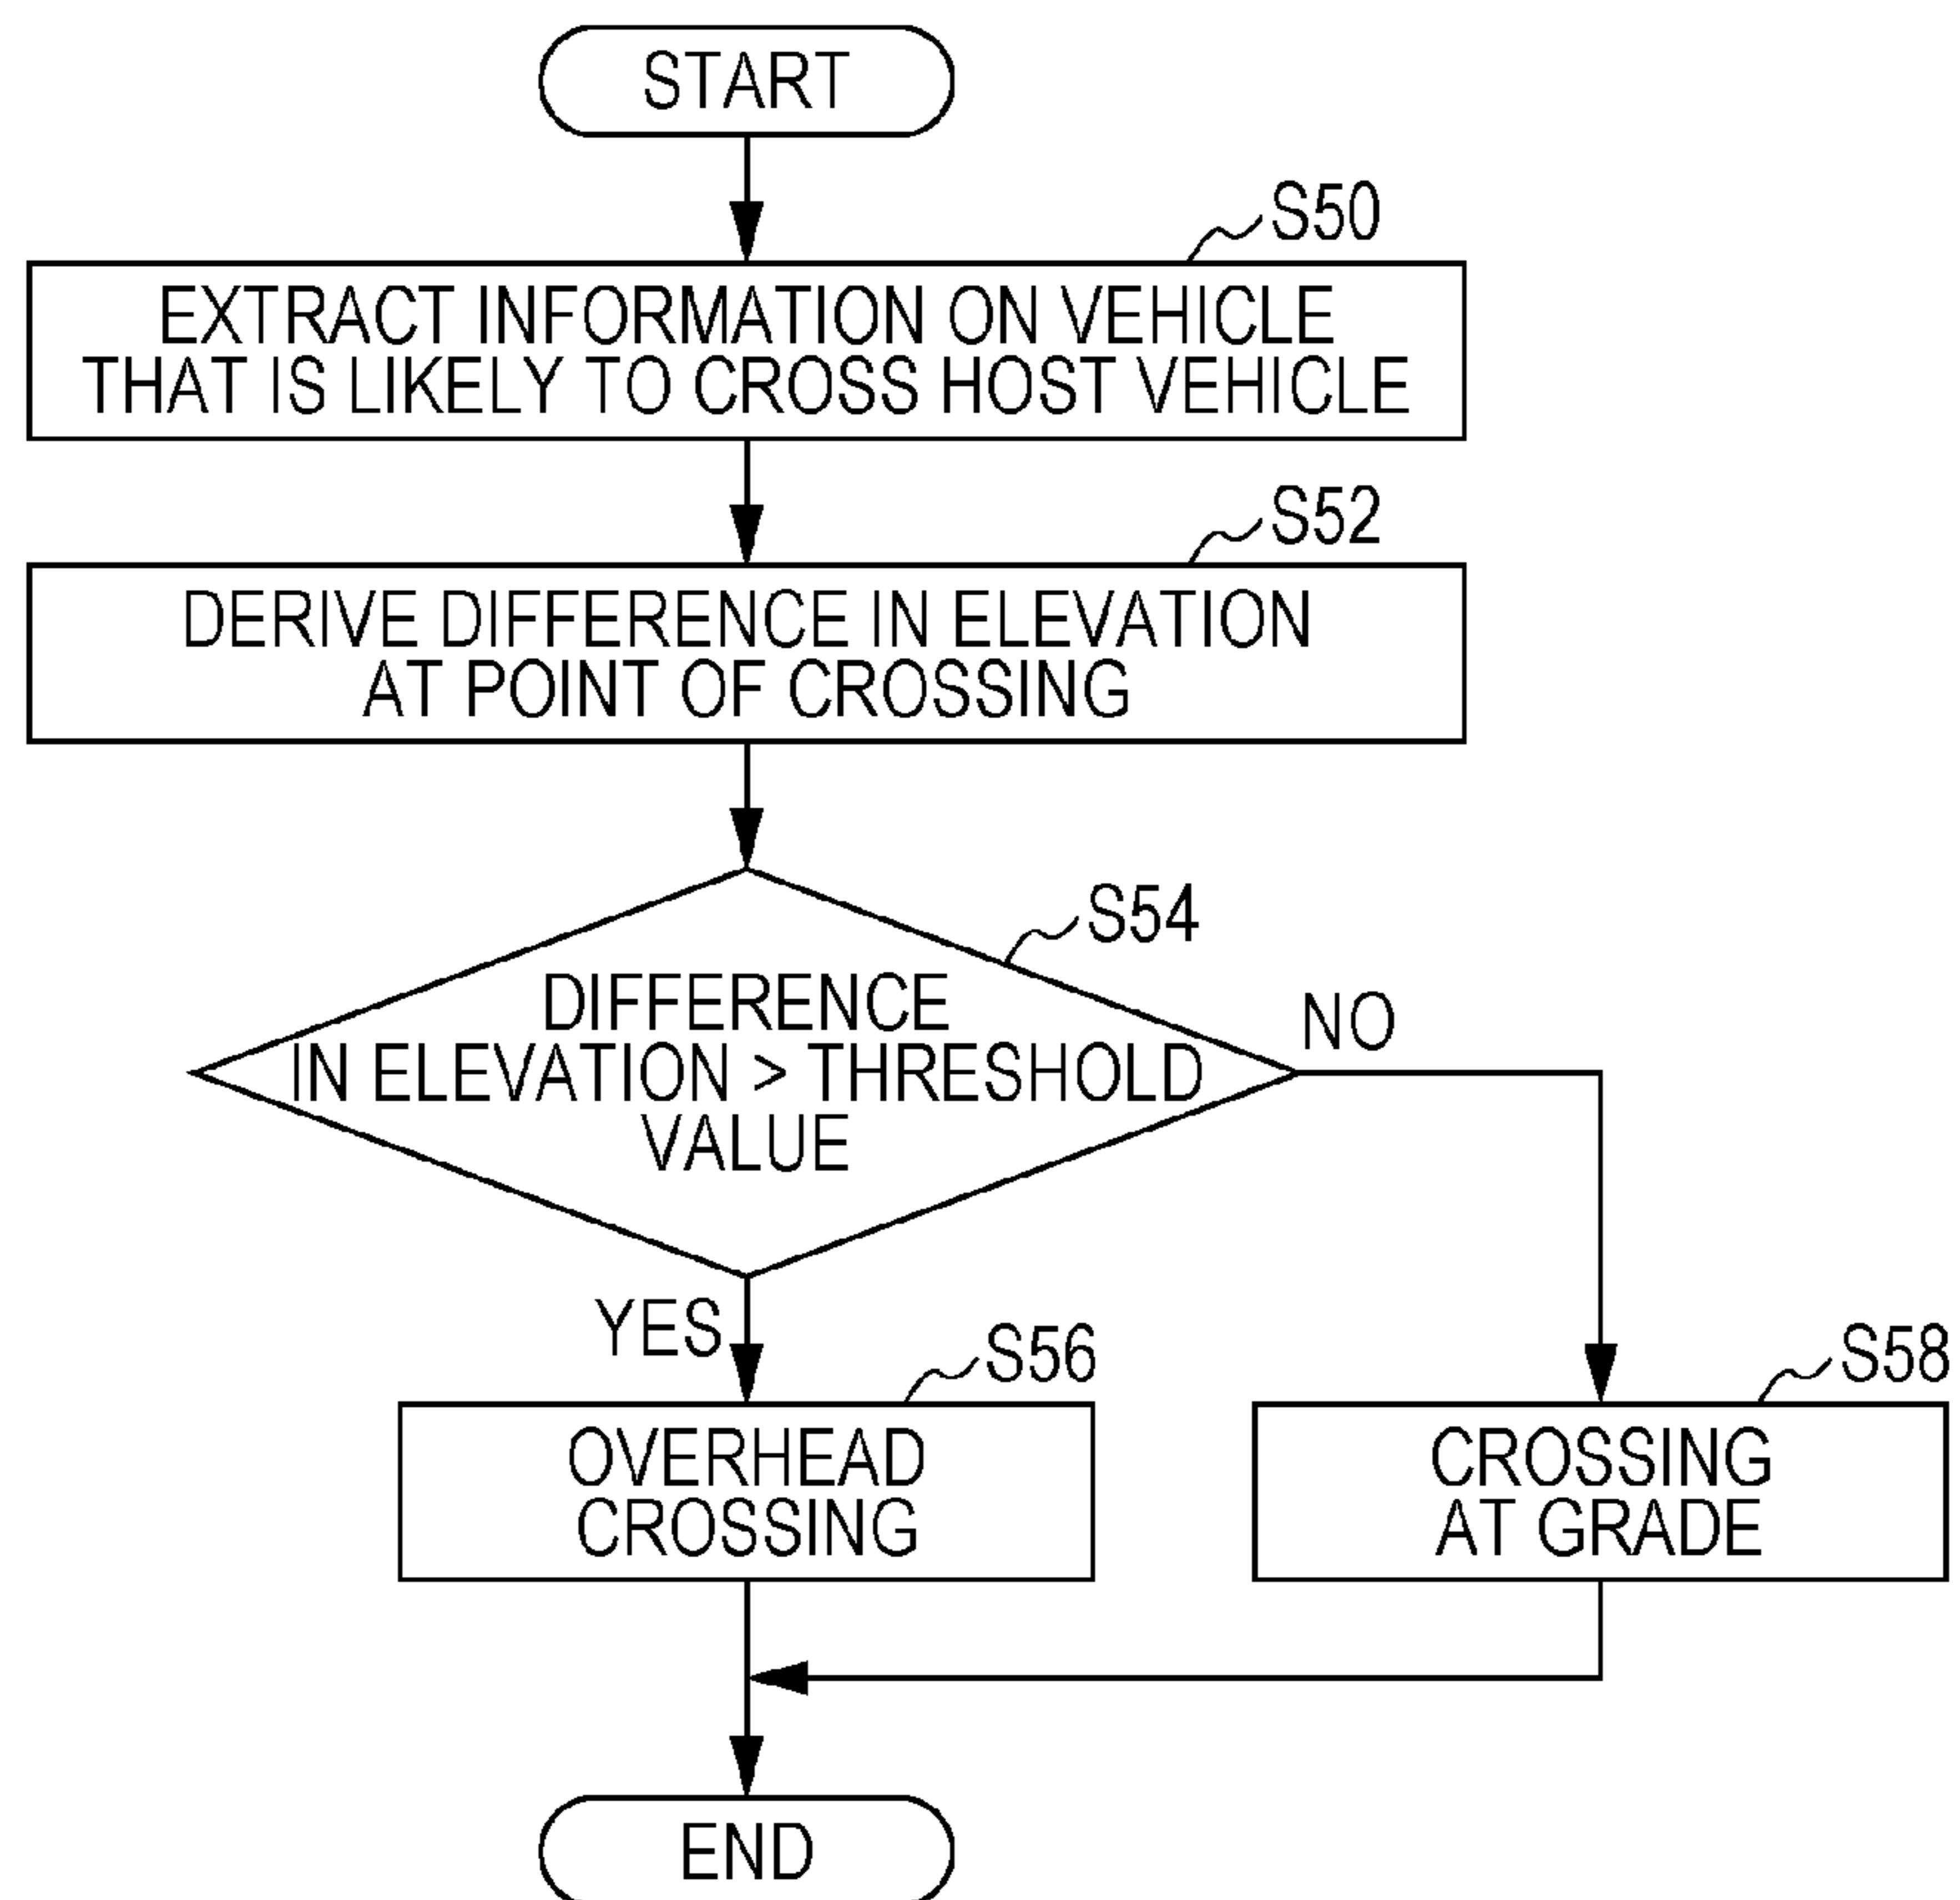 START
S50
EXTRACT INFORMATION ON VEHICLE
THAT IS LIKELY TO CROSS HOST VEHICLE
S52
DERIVE DIFFERENCE IN ELEVATION
AT POINT OF CROSSING
S54
DIFFERENCE
IN ELEVATION > THRESHOLD
VALUE
NO
YES
S56
OVERHEAD
CROSSING
S58
CROSSING
AT GRADE
END